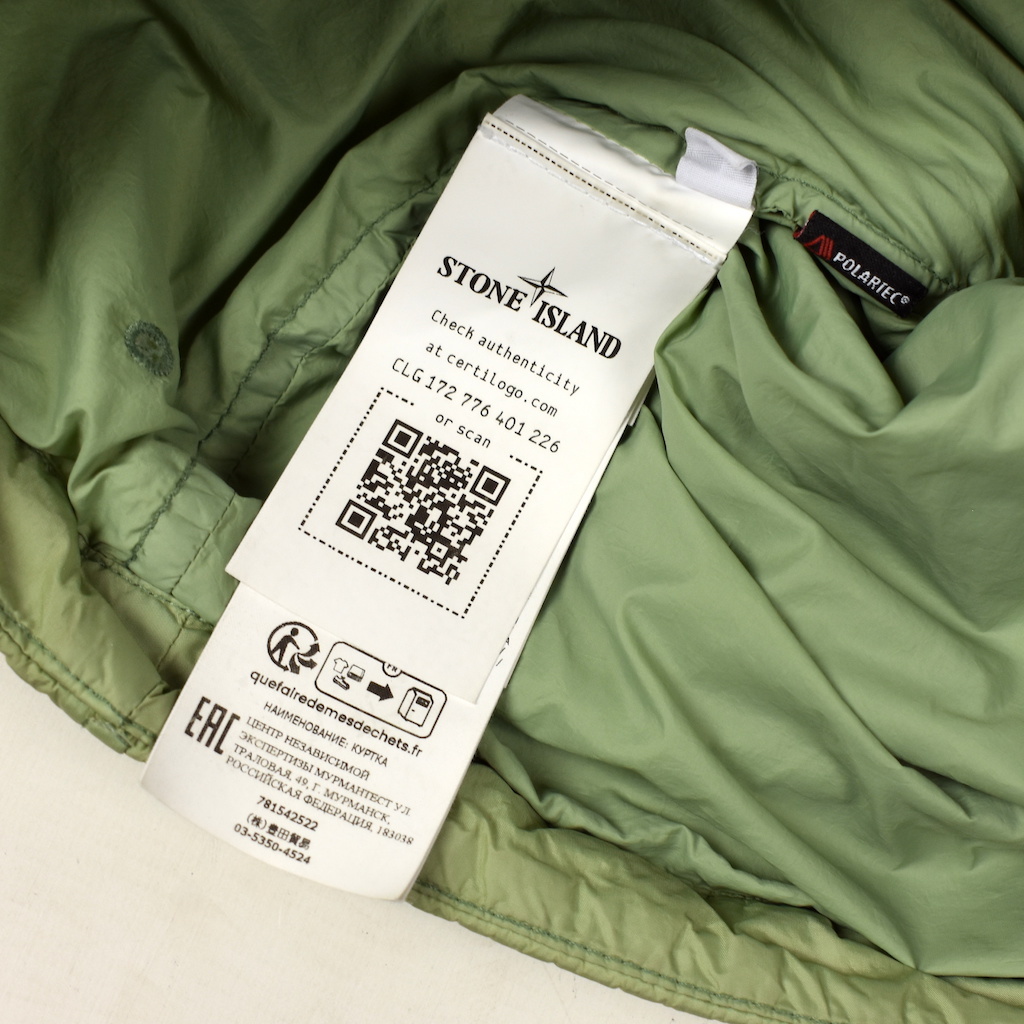 STONE ISLAND
Check authenticity
at certilogo.com
CLG 172 776 401 226
or scan
POLARTEC®
FR
quefairedemesdechets.fr
EAC
НАИМЕНОВАНИЕ: КУРТКА
ЦЕНТР НЕЗАВИСИМОЙ
ЭКСПЕРТИЗЫ МУРМАНТЕСТ УЛ.
ТРАЛОВАЯ, 49, Г. МУРМАНСК,
РОССИЙСКАЯ ФЕДЕРАЦИЯ, 183038
781542522
(株)豊田貿易
03-5350-4524